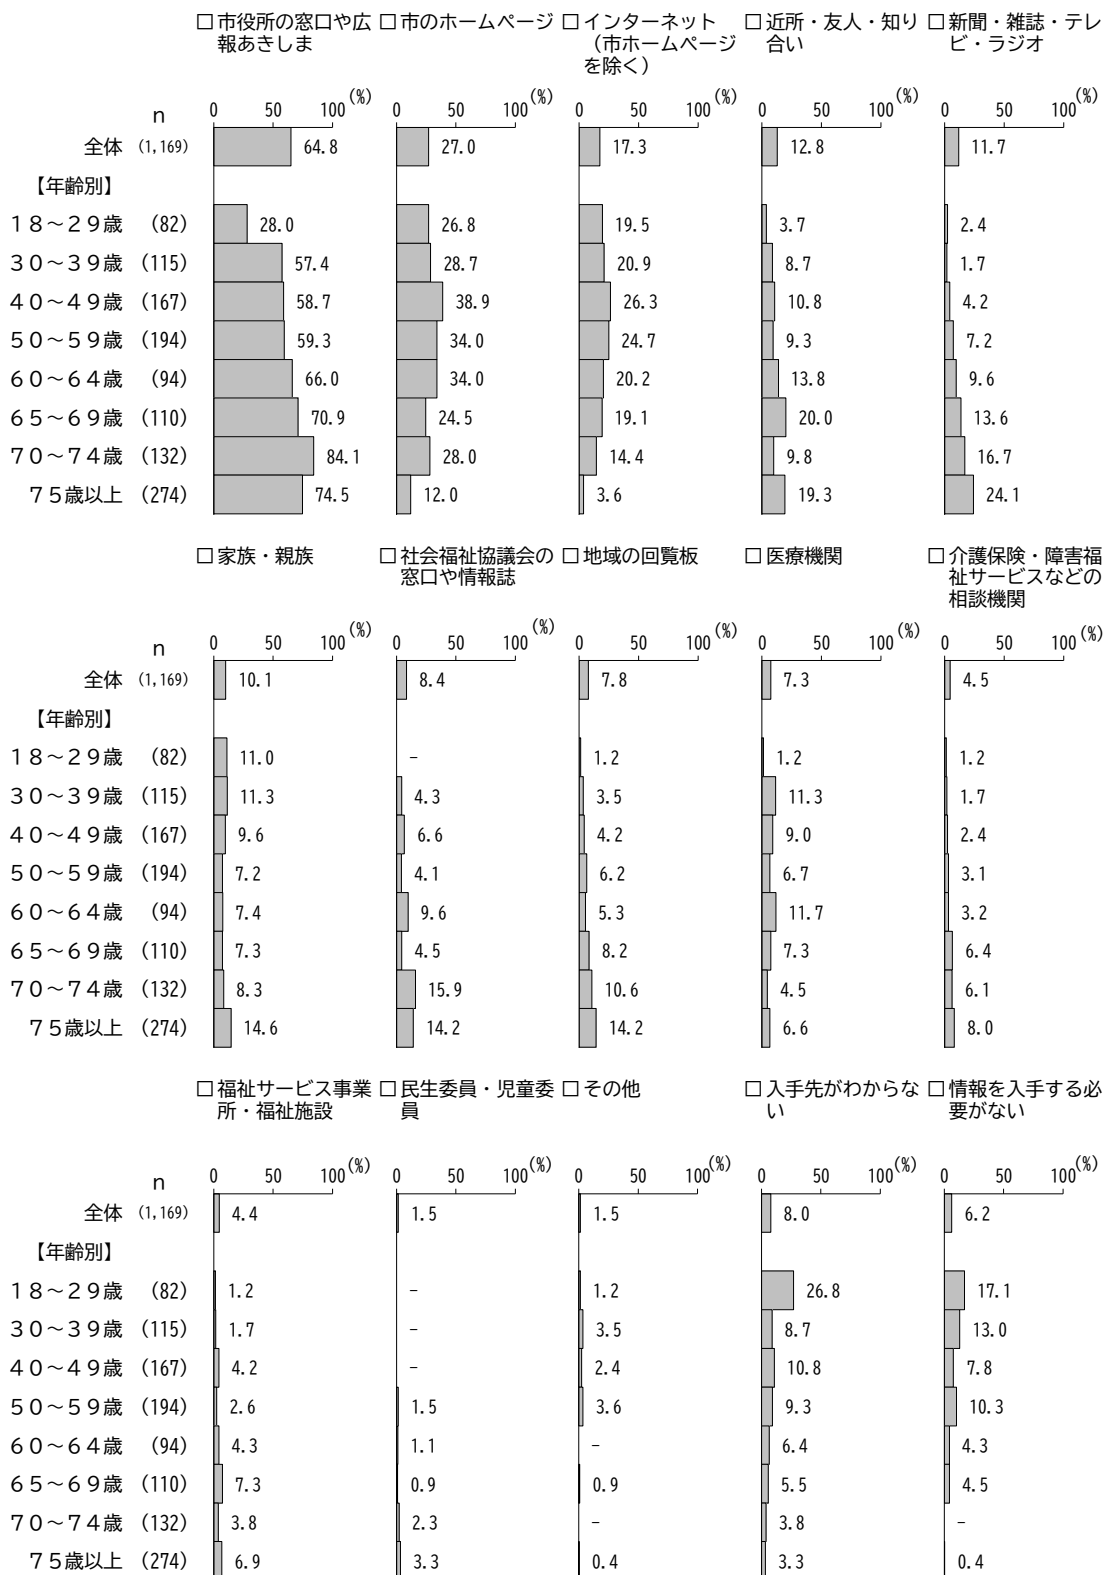 □ 市役所の窓口や広 □ 市のホームページ □ インターネット □ 近所・友人・知り □ 新聞・雑誌・テレ
報あきしま （市ホームページ 合い ビ・ラジオ
を除く）
n 0 50 100 (%) 0 50 100 (%) 0 50 100 (%) 0 50 100 (%) 0 50 100 (%)
全体 (1,169) 64.8 27.0 17.3 12.8 11.7
【年齢別】
１８～２９歳 (82) 28.0 26.8 19.5 3.7 2.4
３０～３９歳 (115) 57.4 28.7 20.9 8.7 1.7
４０～４９歳 (167) 58.7 38.9 26.3 10.8 4.2
５０～５９歳 (194) 59.3 34.0 24.7 9.3 7.2
６０～６４歳 (94) 66.0 34.0 20.2 13.8 9.6
６５～６９歳 (110) 70.9 24.5 19.1 20.0 13.6
７０～７４歳 (132) 84.1 28.0 14.4 9.8 16.7
７５歳以上 (274) 74.5 12.0 3.6 19.3 24.1
□ 家族・親族 □ 社会福祉協議会の □ 地域の回覧板 □ 医療機関 □ 介護保険・障害福
窓口や情報誌 祉サービスなどの
相談機関
n 0 50 100 (%) 0 50 100 (%) 0 50 100 (%) 0 50 100 (%) 0 50 100 (%)
全体 (1,169) 10.1 8.4 7.8 7.3 4.5
【年齢別】
１８～２９歳 (82) 11.0 － 1.2 1.2 1.2
３０～３９歳 (115) 11.3 4.3 3.5 11.3 1.7
４０～４９歳 (167) 9.6 6.6 4.2 9.0 2.4
５０～５９歳 (194) 7.2 4.1 6.2 6.7 3.1
６０～６４歳 (94) 7.4 9.6 5.3 11.7 3.2
６５～６９歳 (110) 7.3 4.5 8.2 7.3 6.4
７０～７４歳 (132) 8.3 15.9 10.6 4.5 6.1
７５歳以上 (274) 14.6 14.2 14.2 6.6 8.0
□ 福祉サービス事業 □ 民生委員・児童委 □ その他 □ 入手先がわからな □ 情報を入手する必
所・福祉施設 員 い 要がない
n 0 50 100 (%) 0 50 100 (%) 0 50 100 (%) 0 50 100 (%) 0 50 100 (%)
全体 (1,169) 4.4 1.5 1.5 8.0 6.2
【年齢別】
１８～２９歳 (82) 1.2 － 1.2 26.8 17.1
３０～３９歳 (115) 1.7 － 3.5 8.7 13.0
４０～４９歳 (167) 4.2 － 2.4 10.8 7.8
５０～５９歳 (194) 2.6 1.5 3.6 9.3 10.3
６０～６４歳 (94) 4.3 1.1 － 6.4 4.3
６５～６９歳 (110) 7.3 0.9 0.9 5.5 4.5
７０～７４歳 (132) 3.8 2.3 － 3.8 －
７５歳以上 (274) 6.9 3.3 0.4 3.3 0.4